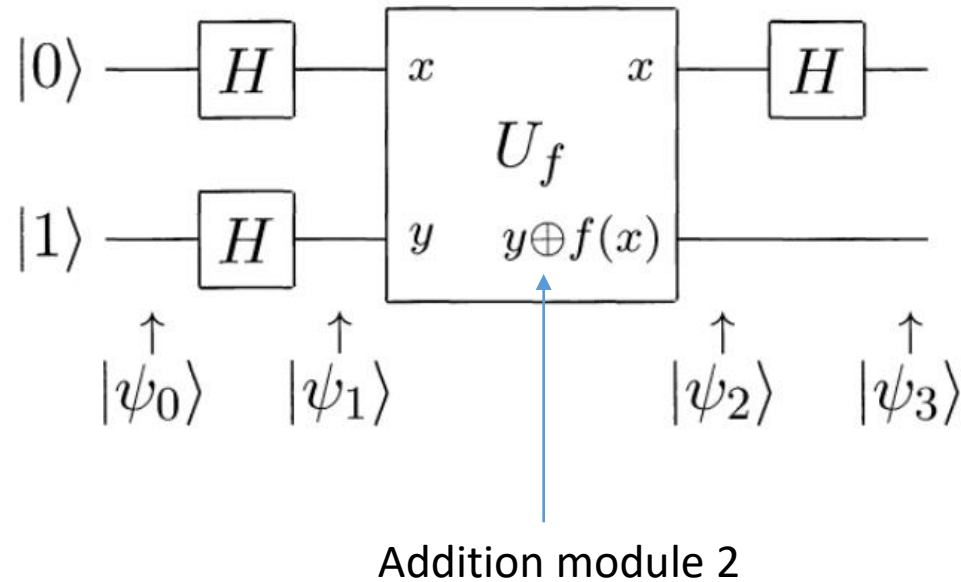 |0⟩ H x x H
U_f
|1⟩ H y y⊕f(x)
↑ ↑ ↑ ↑
|ψ₀⟩ |ψ₁⟩ |ψ₂⟩ |ψ₃⟩
Addition module 2